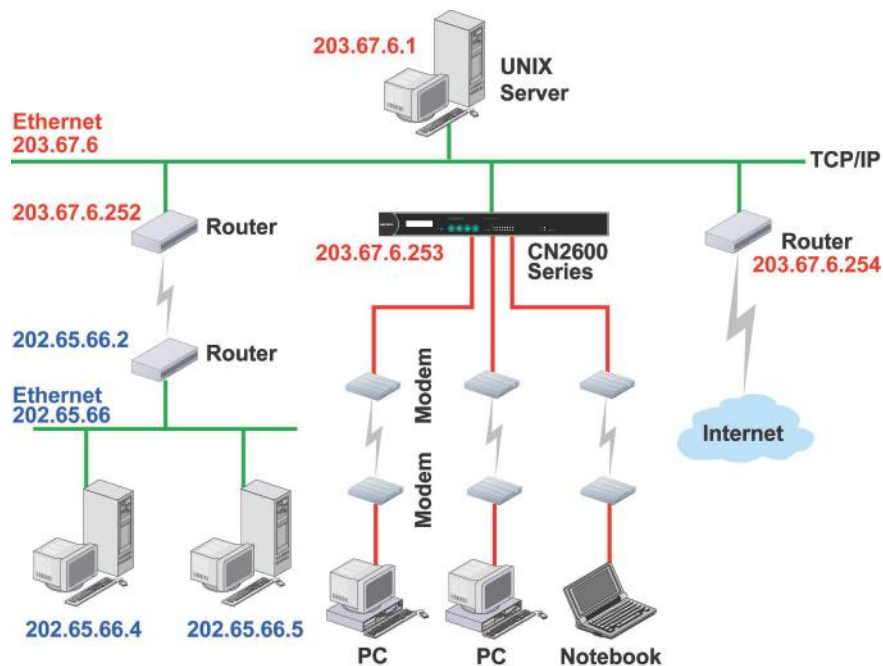 203.67.6.1
UNIX
Server
Ethernet
203.67.6
TCP/IP
203.67.6.252
Router
203.67.6.253
CN2600
Series
Router
203.67.6.254
202.65.66.2
Router
Ethernet
202.65.66
Modem
Modem
Internet
202.65.66.4
202.65.66.5
PC
PC
Notebook